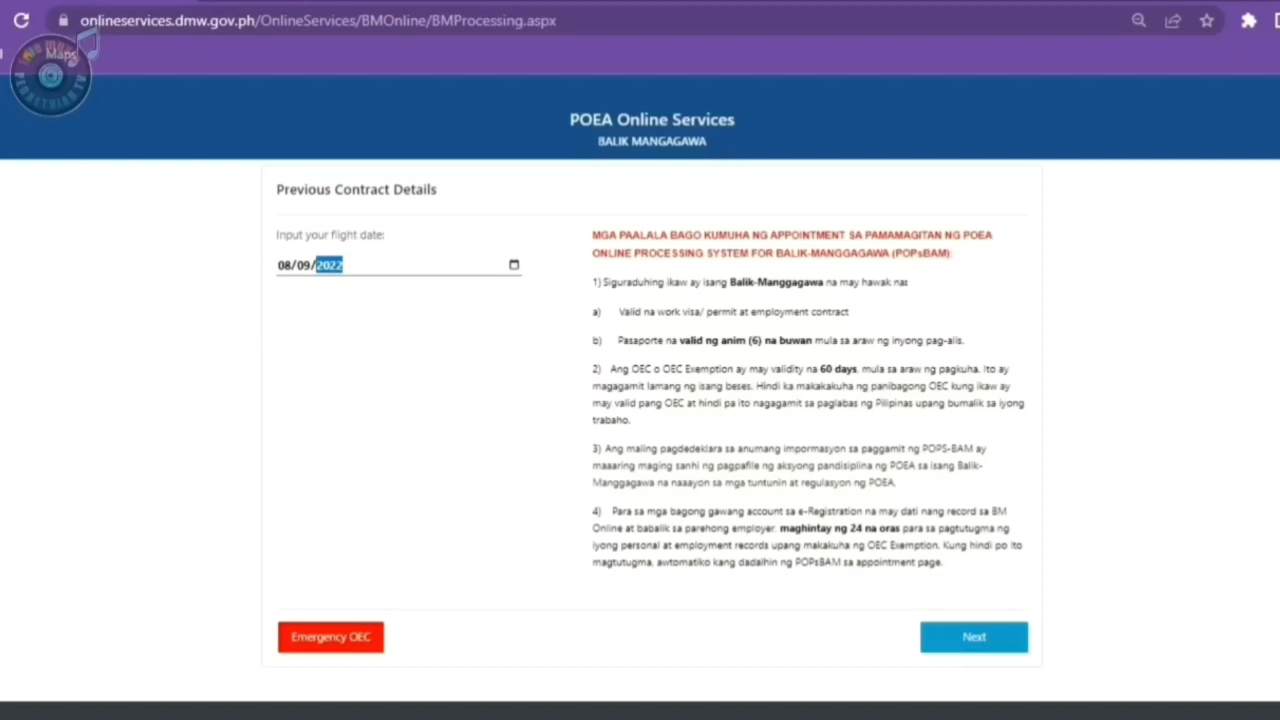 onlineservices.dmw.gov.ph/OnlineServices/BMOnline/BMProcessing.aspx
Maps
POEA Online Services
BALIK MANGAGAWA
Previous Contract Details
Input your flight date:
08/09/2022
MGA PAALALA BAGO KUMUHA NG APPOINTMENT SA PAMAMAGITAN NG POEA
ONLINE PROCESSING SYSTEM FOR BALIK-MANGGAGAWA (POPsBAM):
1) Siguraduhing ikaw ay isang Balik-Manggagawa na may hawak na:
a) Valid na work visa/ permit at employment contract
b) Pasaporte na valid ng anim (6) na buwan mula sa araw ng inyong pag-alis.
2) Ang OEC o OEC Exemption ay may validity na 60 days, mula sa araw ng pagkuha. Ito ay
magagamit lamang ng isang beses. Hindi ka makakakuha ng panibagong OEC kung ikaw ay
may valid pang OEC at hindi pa ito nagagamit sa paglabas ng Pilipinas upang bumalik sa iyong
trabaho.
3) Ang maling pagdedeklara sa anumang impormasyon sa paggamit ng POPS-BAM ay
maaaring maging sanhi ng pagpafile ng aksyong pandisiplina ng POEA sa isang Balik-
Manggagawa na naaayon sa mga tuntunin at regulasyon ng POEA.
4) Para sa mga bagong gawang account sa e-Registration na may dati nang record sa BM
Online at babalik sa parehong employer, maghintay ng 24 na oras para sa pagtutugma ng
iyong personal at employment records upang makakuha ng OEC Exemption. Kung hindi po ito
magtutugma, awtomatiko kang dadalhin ng POPsBAM sa appointment page.
Emergency OEC
Next